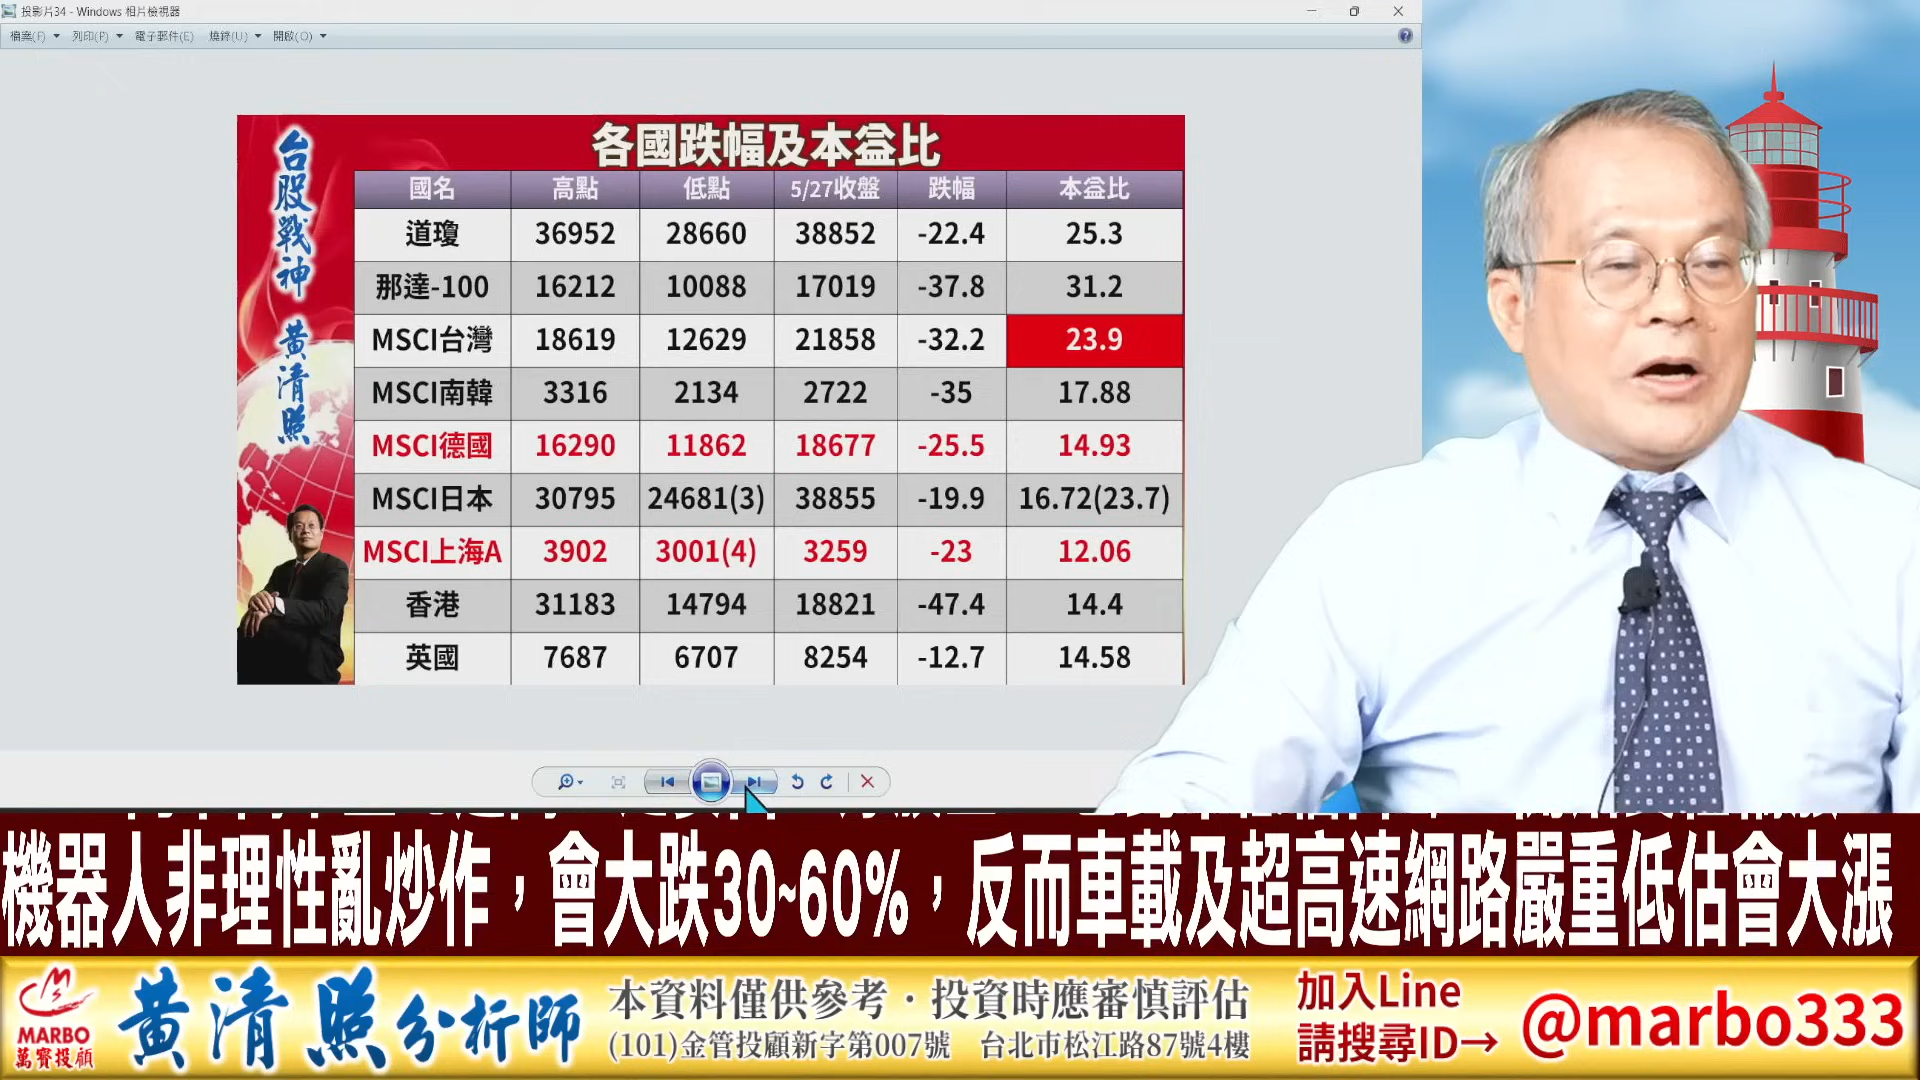 投影片34 - Windows 相片檢視器
檔案(F) 列印(P) 電子郵件(E) 燒錄(U) 開啟(O)
台股戰神 黃清照
各國跌幅及本益比
國名 高點 低點 5/27收盤 跌幅 本益比
道瓊 36952 28660 38852 -22.4 25.3
那達-100 16212 10088 17019 -37.8 31.2
MSCI台灣 18619 12629 21858 -32.2 23.9
MSCI南韓 3316 2134 2722 -35 17.88
MSCI德國 16290 11862 18677 -25.5 14.93
MSCI日本 30795 24681(3) 38855 -19.9 16.72(23.7)
MSCI上海A 3902 3001(4) 3259 -23 12.06
香港 31183 14794 18821 -47.4 14.4
英國 7687 6707 8254 -12.7 14.58
機器人非理性亂炒作，會大跌30~60%，反而車載及超高速網路嚴重低估會大漲
MARBO
萬寶投顧
黃清照分析師
本資料僅供參考．投資時應審慎評估
(101)金管投顧新字第007號 台北市松江路87號4樓
加入Line
請搜尋ID→
@marbo333